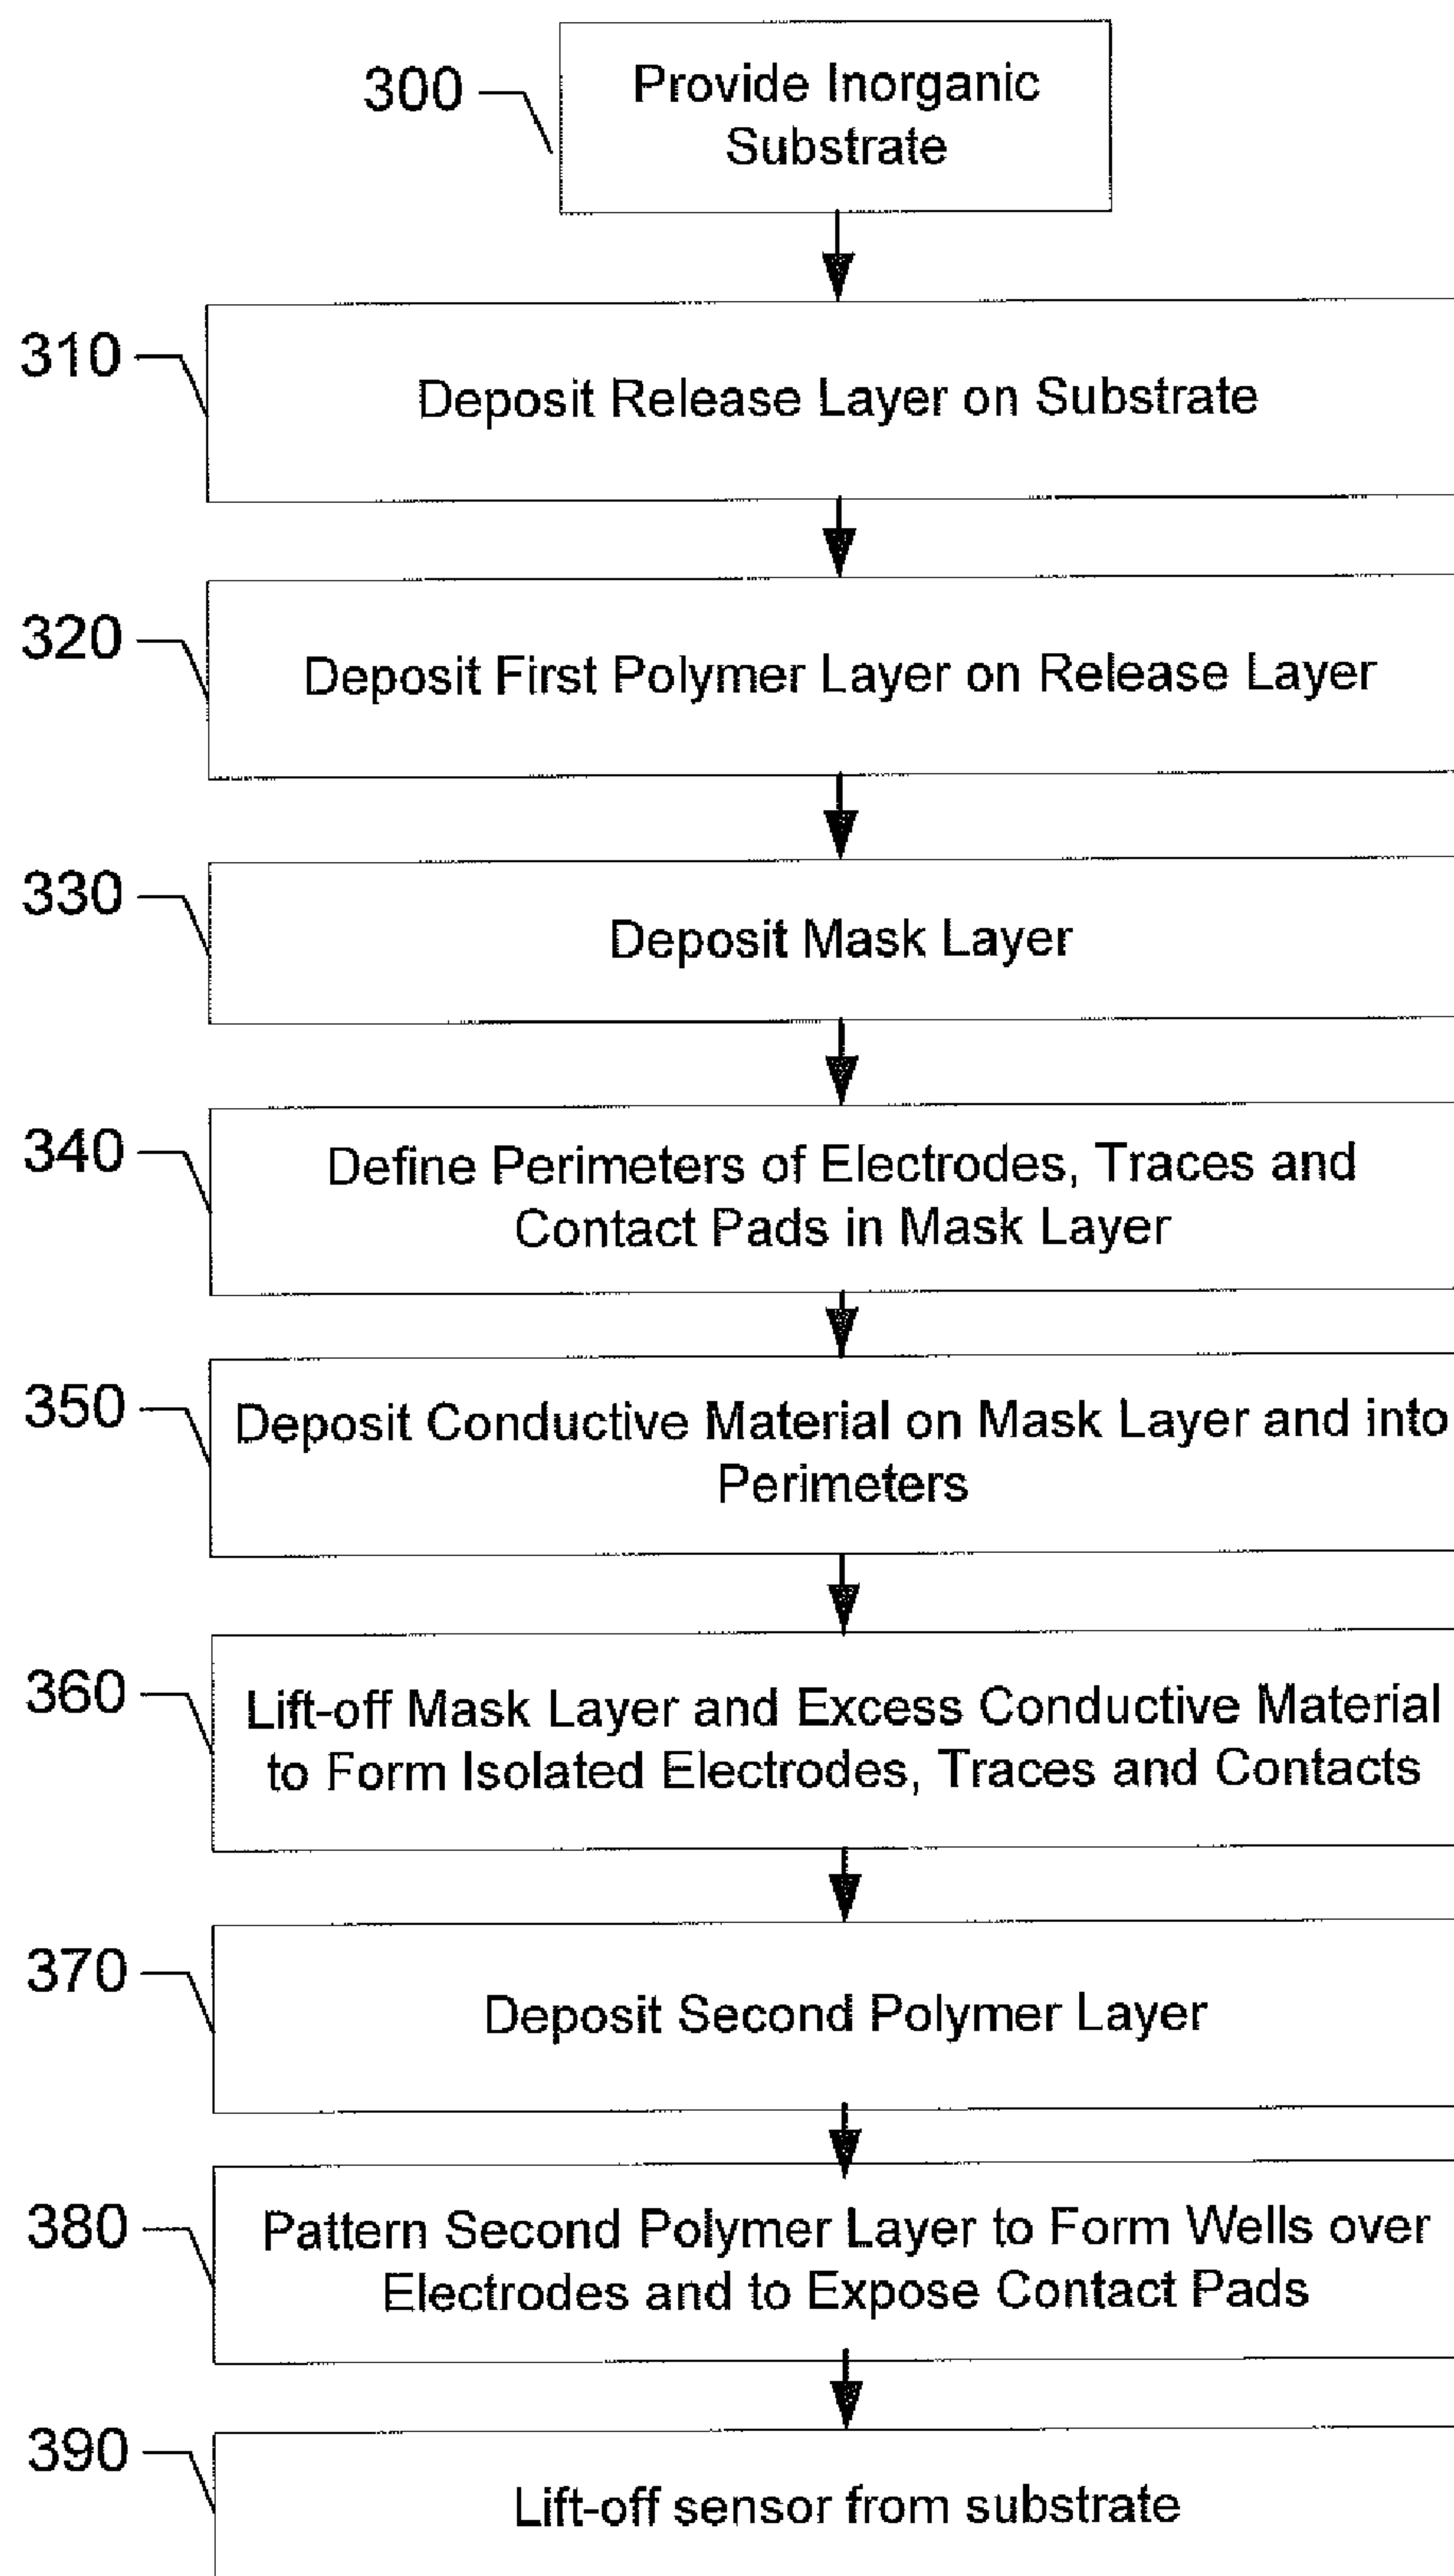 300
Provide Inorganic
Substrate
310
Deposit Release Layer on Substrate
320
Deposit First Polymer Layer on Release Layer
330
Deposit Mask Layer
340
Define Perimeters of Electrodes, Traces and
Contact Pads in Mask Layer
350
Deposit Conductive Material on Mask Layer and into
Perimeters
360
Lift-off Mask Layer and Excess Conductive Material
to Form Isolated Electrodes, Traces and Contacts
370
Deposit Second Polymer Layer
380
Pattern Second Polymer Layer to Form Wells over
Electrodes and to Expose Contact Pads
390
Lift-off sensor from substrate